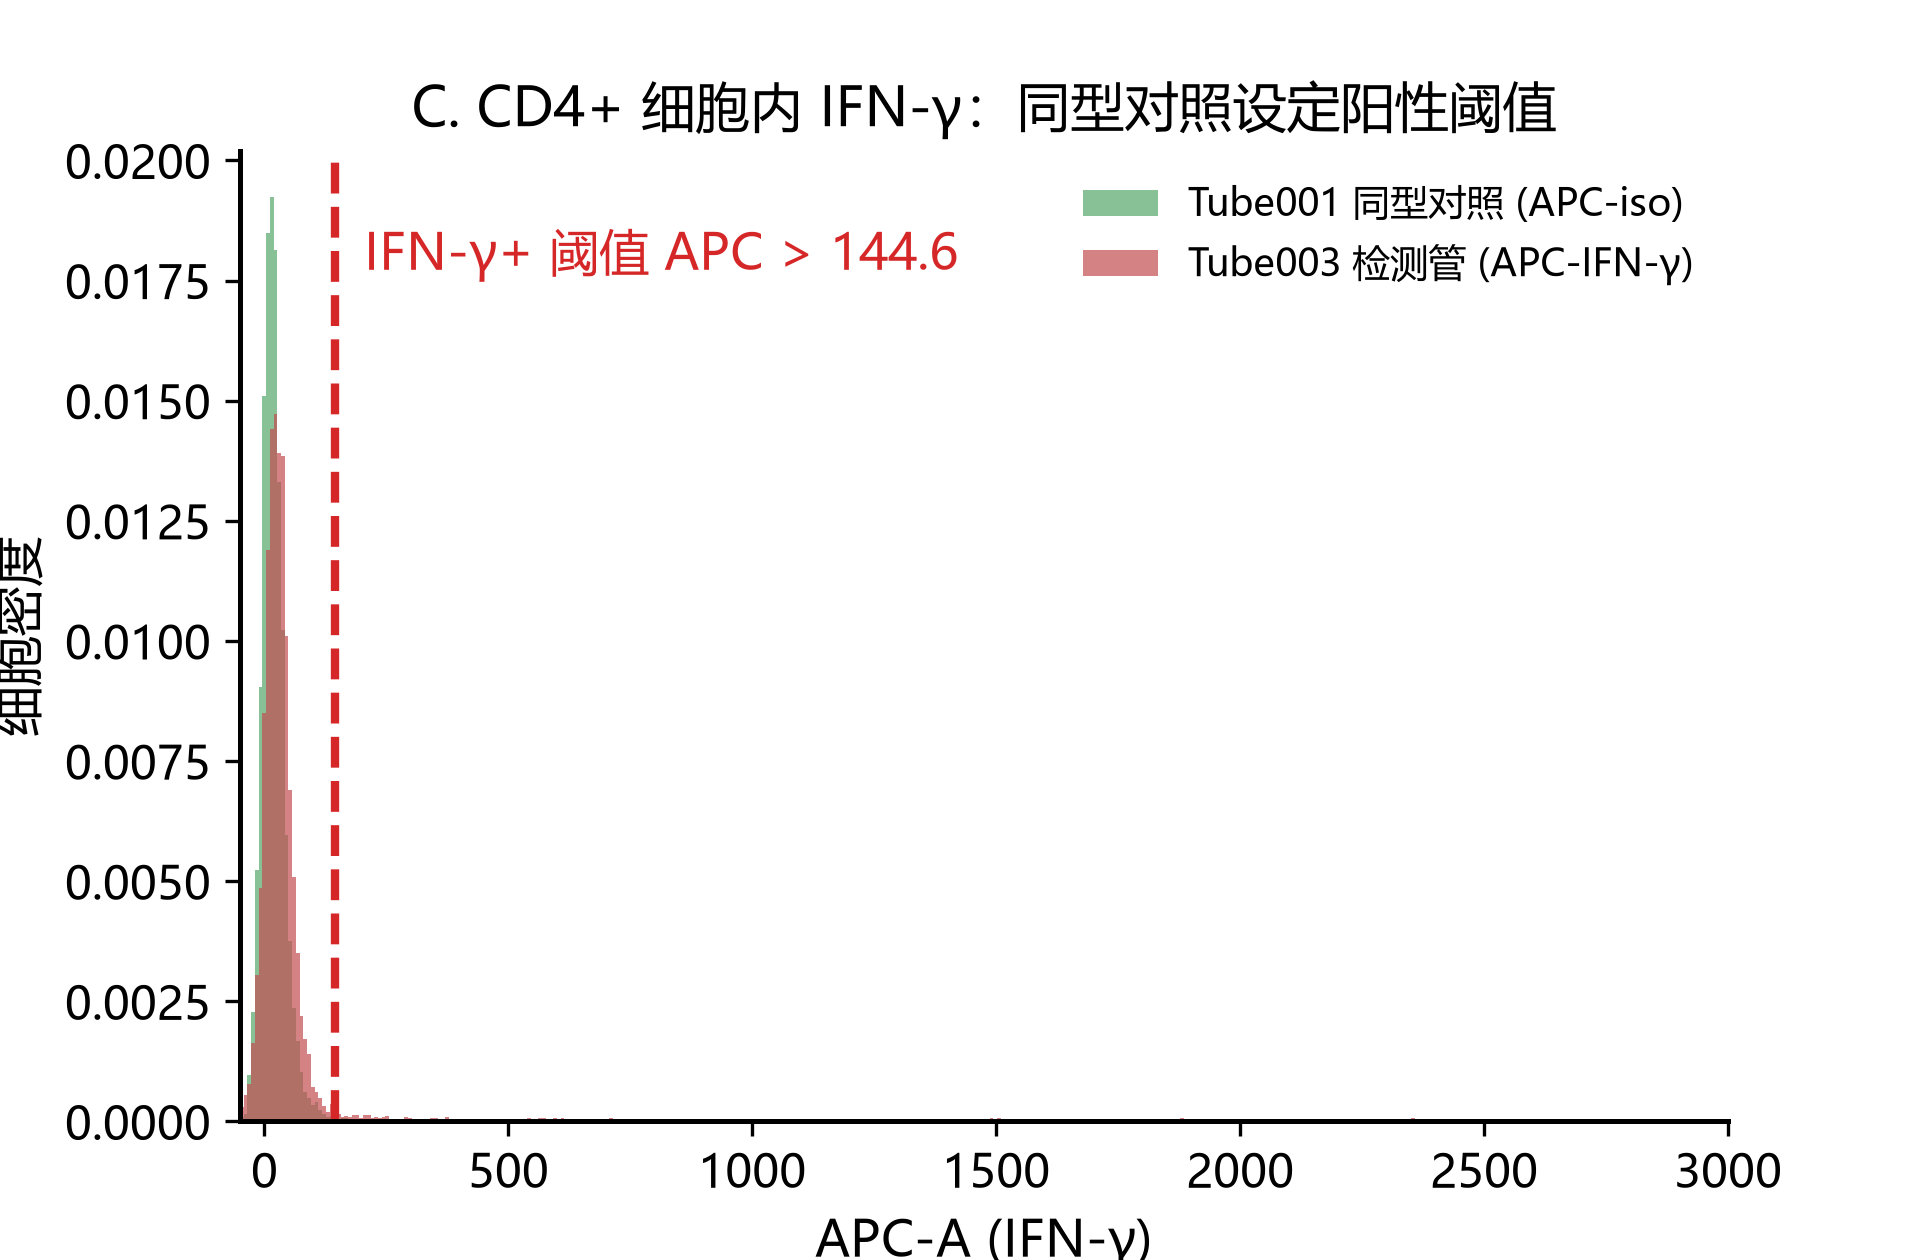 C. CD4+ 细胞内 IFN-γ：同型对照设定阳性阈值
Tube001 同型对照 (APC-iso)
Tube003 检测管 (APC-IFN-γ)
IFN-γ+ 阈值 APC > 144.6
细胞密度
0.0200
0.0175
0.0150
0.0125
0.0100
0.0075
0.0050
0.0025
0.0000
0 500 1000 1500 2000 2500 3000
APC-A (IFN-γ)